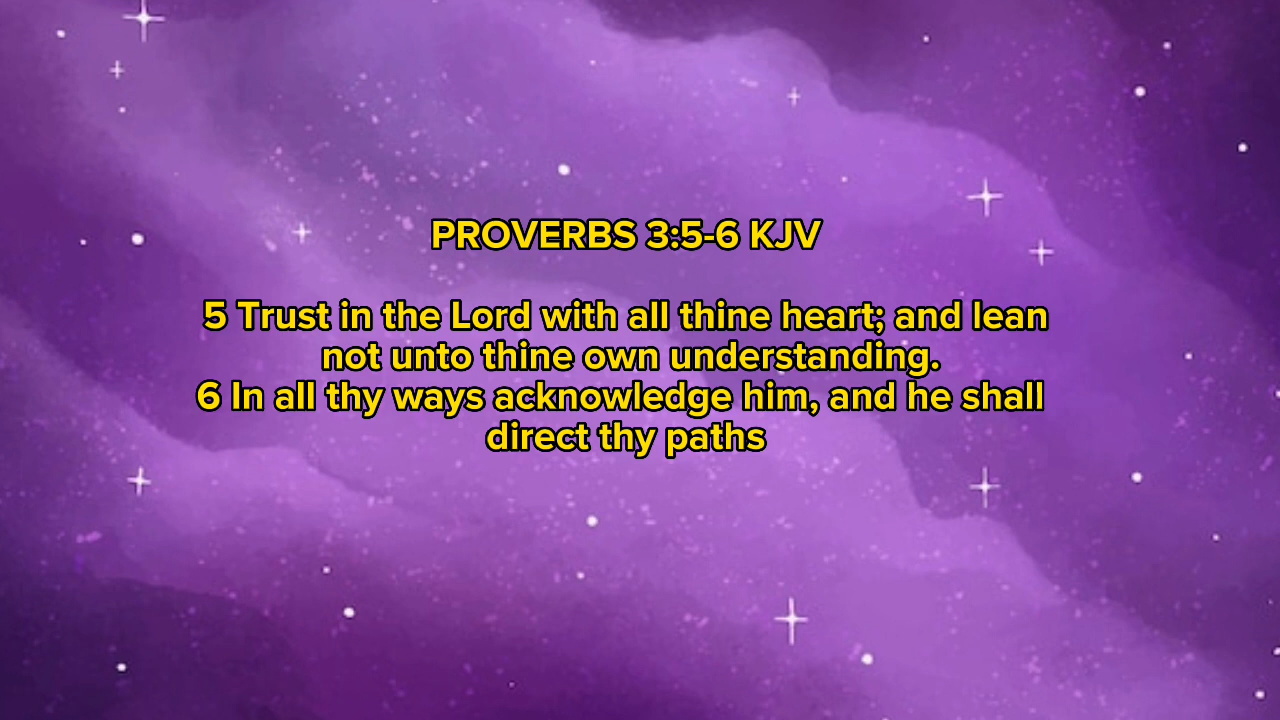 PROVERBS 3:5-6 KJV
5 Trust in the Lord with all thine heart; and lean
not unto thine own understanding.
6 In all thy ways acknowledge him, and he shall
direct thy paths